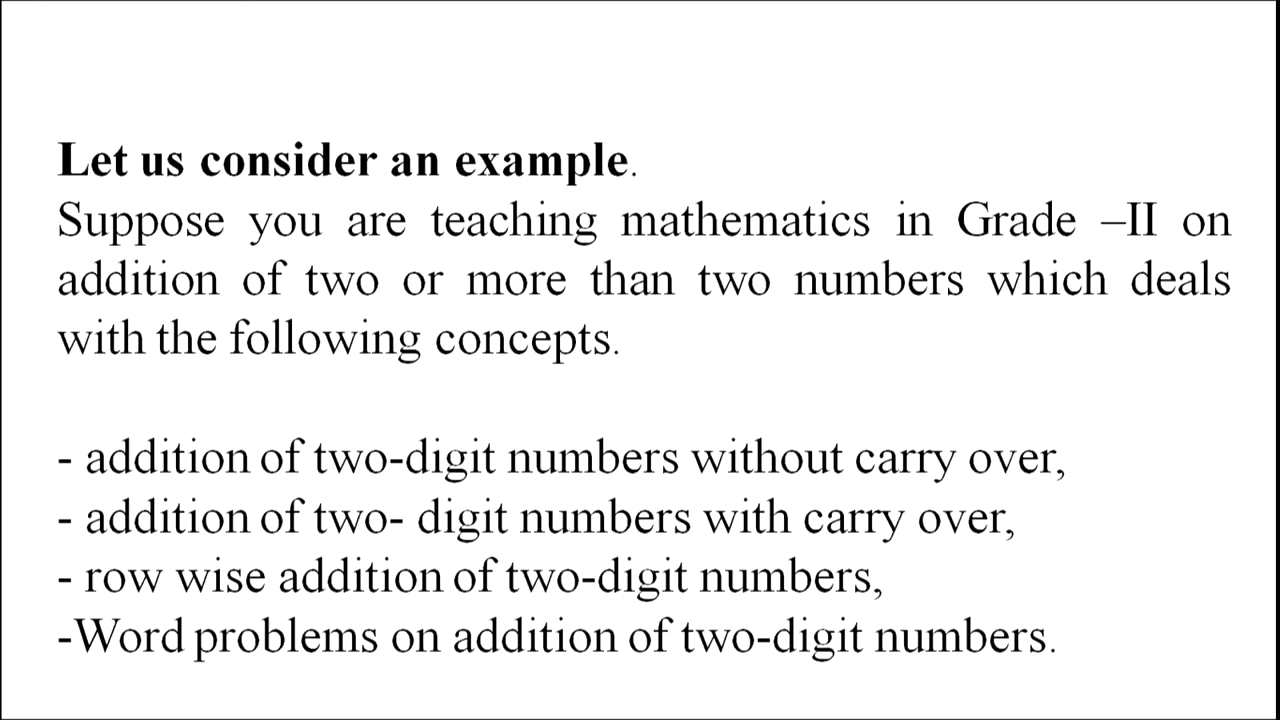 Let us consider an example.
Suppose you are teaching mathematics in Grade –II on
addition of two or more than two numbers which deals
with the following concepts.
- addition of two-digit numbers without carry over,
- addition of two- digit numbers with carry over,
- row wise addition of two-digit numbers,
-Word problems on addition of two-digit numbers.